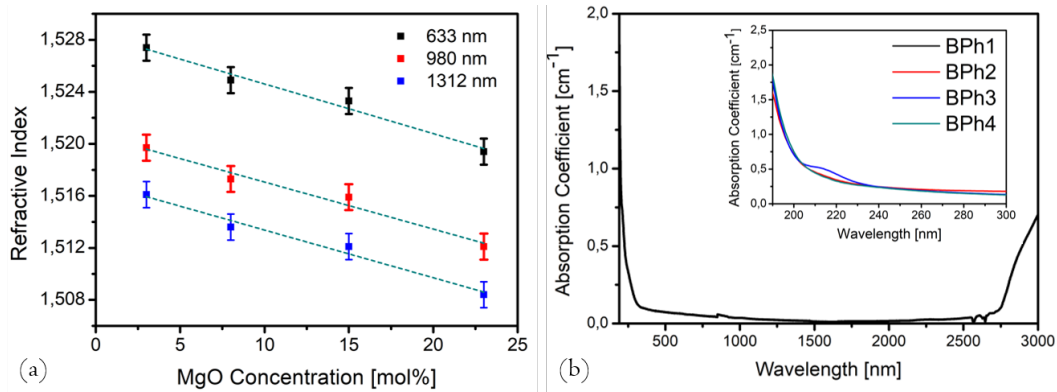 1,528
1,524
1,520
1,516
1,512
1,508
Refractive Index
633 nm
980 nm
1312 nm
0 5 10 15 20 25
MgO Concentration [mol%]
(a)
2,0
1,5
1,0
0,5
0,0
Absorption Coefficient [cm⁻¹]
500 1000 1500 2000 2500 3000
Wavelength [nm]
(b)
2,5
2,0
1,5
1,0
0,5
0,0
Absorption Coefficient [cm⁻¹]
BPh1
BPh2
BPh3
BPh4
200 220 240 260 280 300
Wavelength [nm]